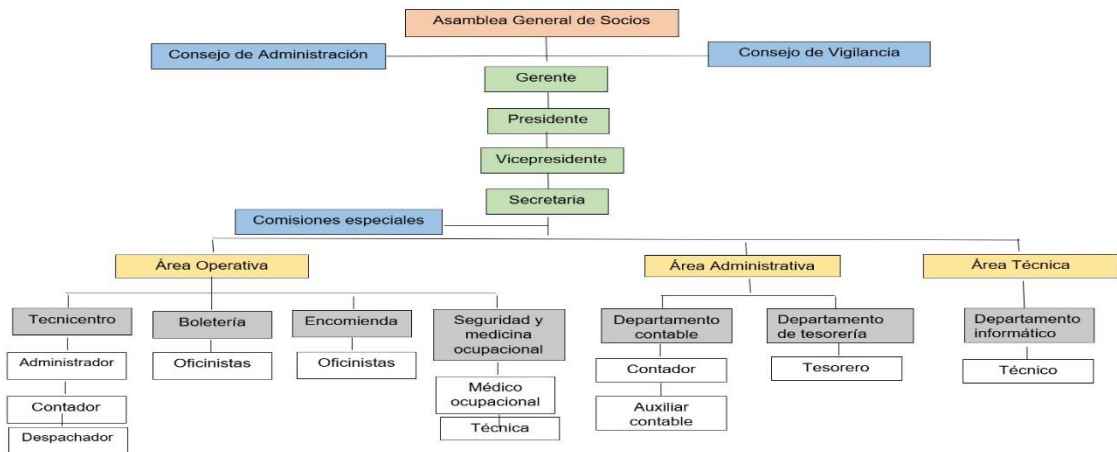 Asamblea General de Socios
Consejo de Administración
Consejo de Vigilancia
Gerente
Presidente
Vicepresidente
Secretaria
Comisiones especiales
Área Operativa
Área Administrativa
Área Técnica
Tecnicentro
Boletería
Encomienda
Seguridad y
medicina
ocupacional
Departamento
contable
Departamento
de tesorería
Departamento
informático
Administrador
Oficinistas
Oficinistas
Contador
Tesorero
Técnico
Médico
ocupacional
Contador
Auxiliar
contable
Despachador
Técnica